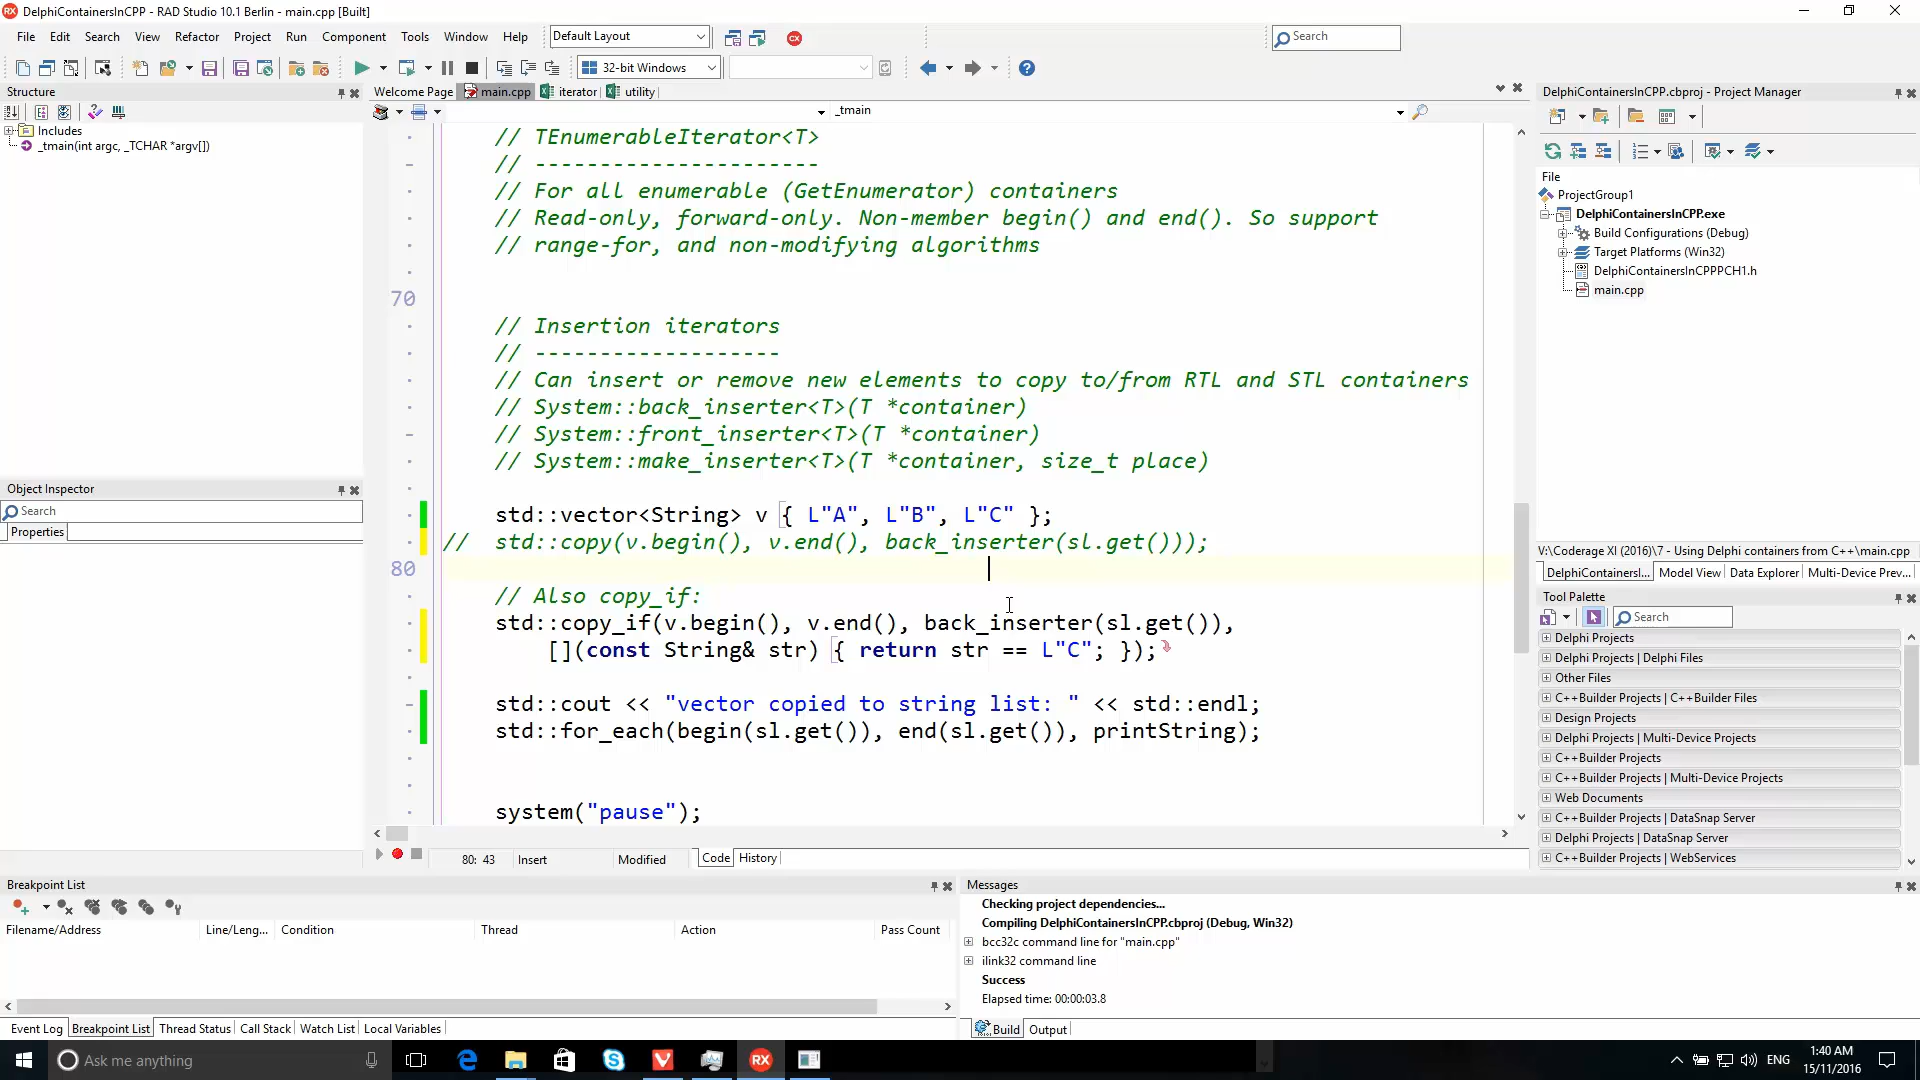 DelphiContainersInCPP - RAD Studio 10.1 Berlin - main.cpp [Built]
File Edit Search View Refactor Project Run Component Tools Window Help Default Layout Search
32-bit Windows
Structure
Includes
_tmain(int argc, _TCHAR *argv[])
Object Inspector
Search
Properties
Welcome Page main.cpp iterator utility
_tmain
// TEnumerableIterator<T>
// ----------------------
// For all enumerable (GetEnumerator) containers
// Read-only, forward-only. Non-member begin() and end(). So support
// range-for, and non-modifying algorithms
70
// Insertion iterators
// -------------------
// Can insert or remove new elements to copy to/from RTL and STL containers
// System::back_inserter<T>(T *container)
// System::front_inserter<T>(T *container)
// System::make_inserter<T>(T *container, size_t place)
std::vector<String> v { L"A", L"B", L"C" };
// std::copy(v.begin(), v.end(), back_inserter(sl.get()));
80
// Also copy_if:
std::copy_if(v.begin(), v.end(), back_inserter(sl.get()),
[](const String& str) { return str == L"C"; });
std::cout << "vector copied to string list: " << std::endl;
std::for_each(begin(sl.get()), end(sl.get()), printString);
system("pause");
80: 43 Insert Modified Code History
DelphiContainersInCPP.cbproj - Project Manager
File
ProjectGroup1
DelphiContainersInCPP.exe
Build Configurations (Debug)
Target Platforms (Win32)
DelphiContainersInCPPPCH1.h
main.cpp
V:\Coderage XI (2016)\7 - Using Delphi containers from C++\main.cpp
DelphiContainersI... Model View Data Explorer Multi-Device Prev...
Tool Palette
Search
Delphi Projects
Delphi Projects | Delphi Files
Other Files
C++Builder Projects | C++Builder Files
Design Projects
Delphi Projects | Multi-Device Projects
C++Builder Projects
C++Builder Projects | Multi-Device Projects
Web Documents
C++Builder Projects | DataSnap Server
Delphi Projects | DataSnap Server
C++Builder Projects | WebServices
Breakpoint List
Filename/Address Line/Leng... Condition Thread Action Pass Count
Event Log Breakpoint List Thread Status Call Stack Watch List Local Variables
Messages
Checking project dependencies...
Compiling DelphiContainersInCPP.cbproj (Debug, Win32)
bcc32c command line for "main.cpp"
ilink32 command line
Success
Elapsed time: 00:00:03.8
Build Output
Ask me anything
ENG
1:40 AM
15/11/2016